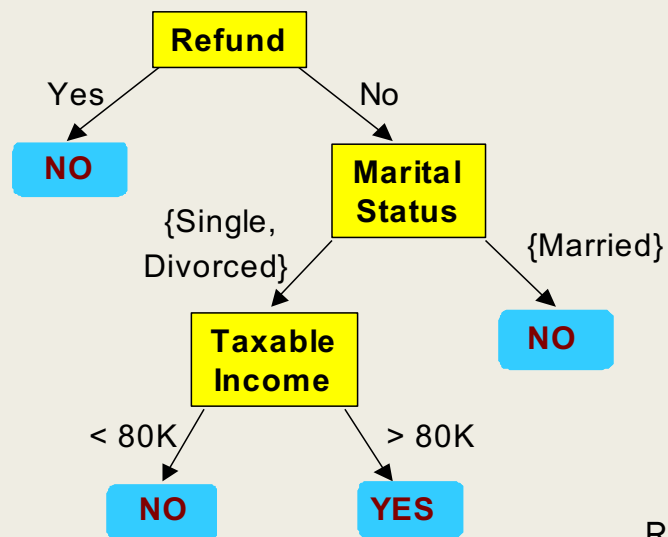 Refund
Yes
No
NO
Marital
Status
{Single,
Divorced}
{Married}
Taxable
Income
NO
< 80K
> 80K
NO
YES
R